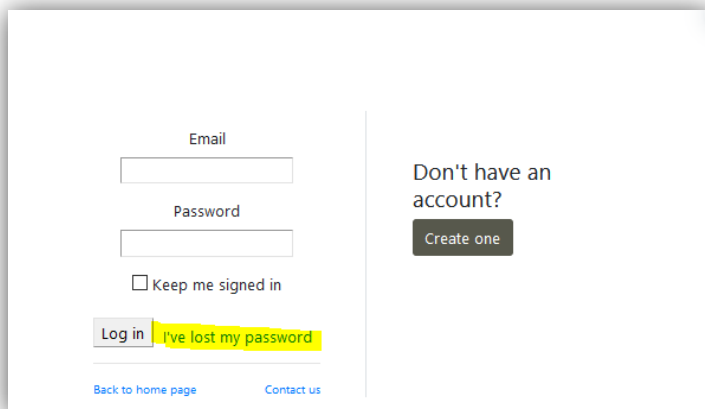 Email
Password
Keep me signed in
Log in I've lost my password
Back to home page Contact us
Don't have an
account?
Create one